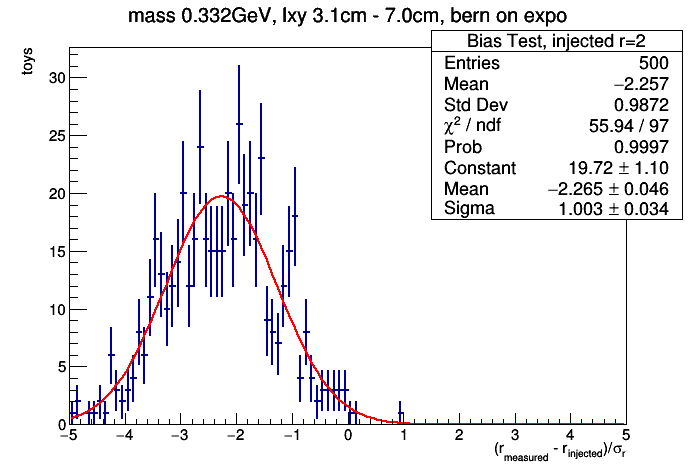 mass 0.332GeV, lxy 3.1cm - 7.0cm, bern on expo
Bias Test, injected r=2
Entries 500
Mean −2.257
Std Dev 0.9872
χ² / ndf 55.94 / 97
Prob 0.9997
Constant 19.72 ± 1.10
Mean −2.265 ± 0.046
Sigma 1.003 ± 0.034
toys
30
25
20
15
10
5
0
−5 −4 −3 −2 −1 0 1 2 3 4 5
(r_measured - r_injected)/σ_r